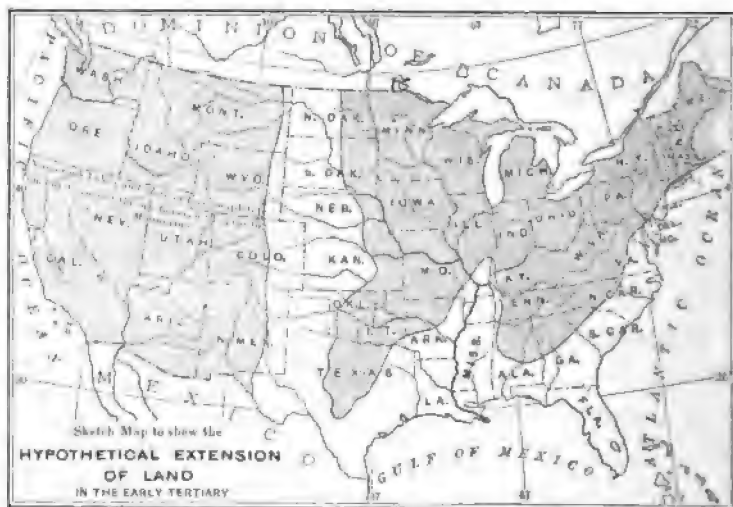 DOMINION OF CANADA
PACIFIC
WASH
MONT.
N. DAK.
MINN
ORE
IDAHO
WIS.
MICH
N.Y.
WYO.
S. DAK.
IOWA
PA.
NEB.
NEV.
UTAH
COLO.
ILL
IND
OHIO
CAL.
KAN.
MO.
KY.
VA.
N. CAR.
TENN.
ARIZ
N. MEX.
OKL.
I. T.
ARK.
S. CAR.
TEXAS
LA.
MISS
ALA.
GA.
FLA
MEXICO
GULF OF MEXICO
ATLANTIC OCEAN
Sketch Map to show the
HYPOTHETICAL EXTENSION
OF LAND
IN THE EARLY TERTIARY